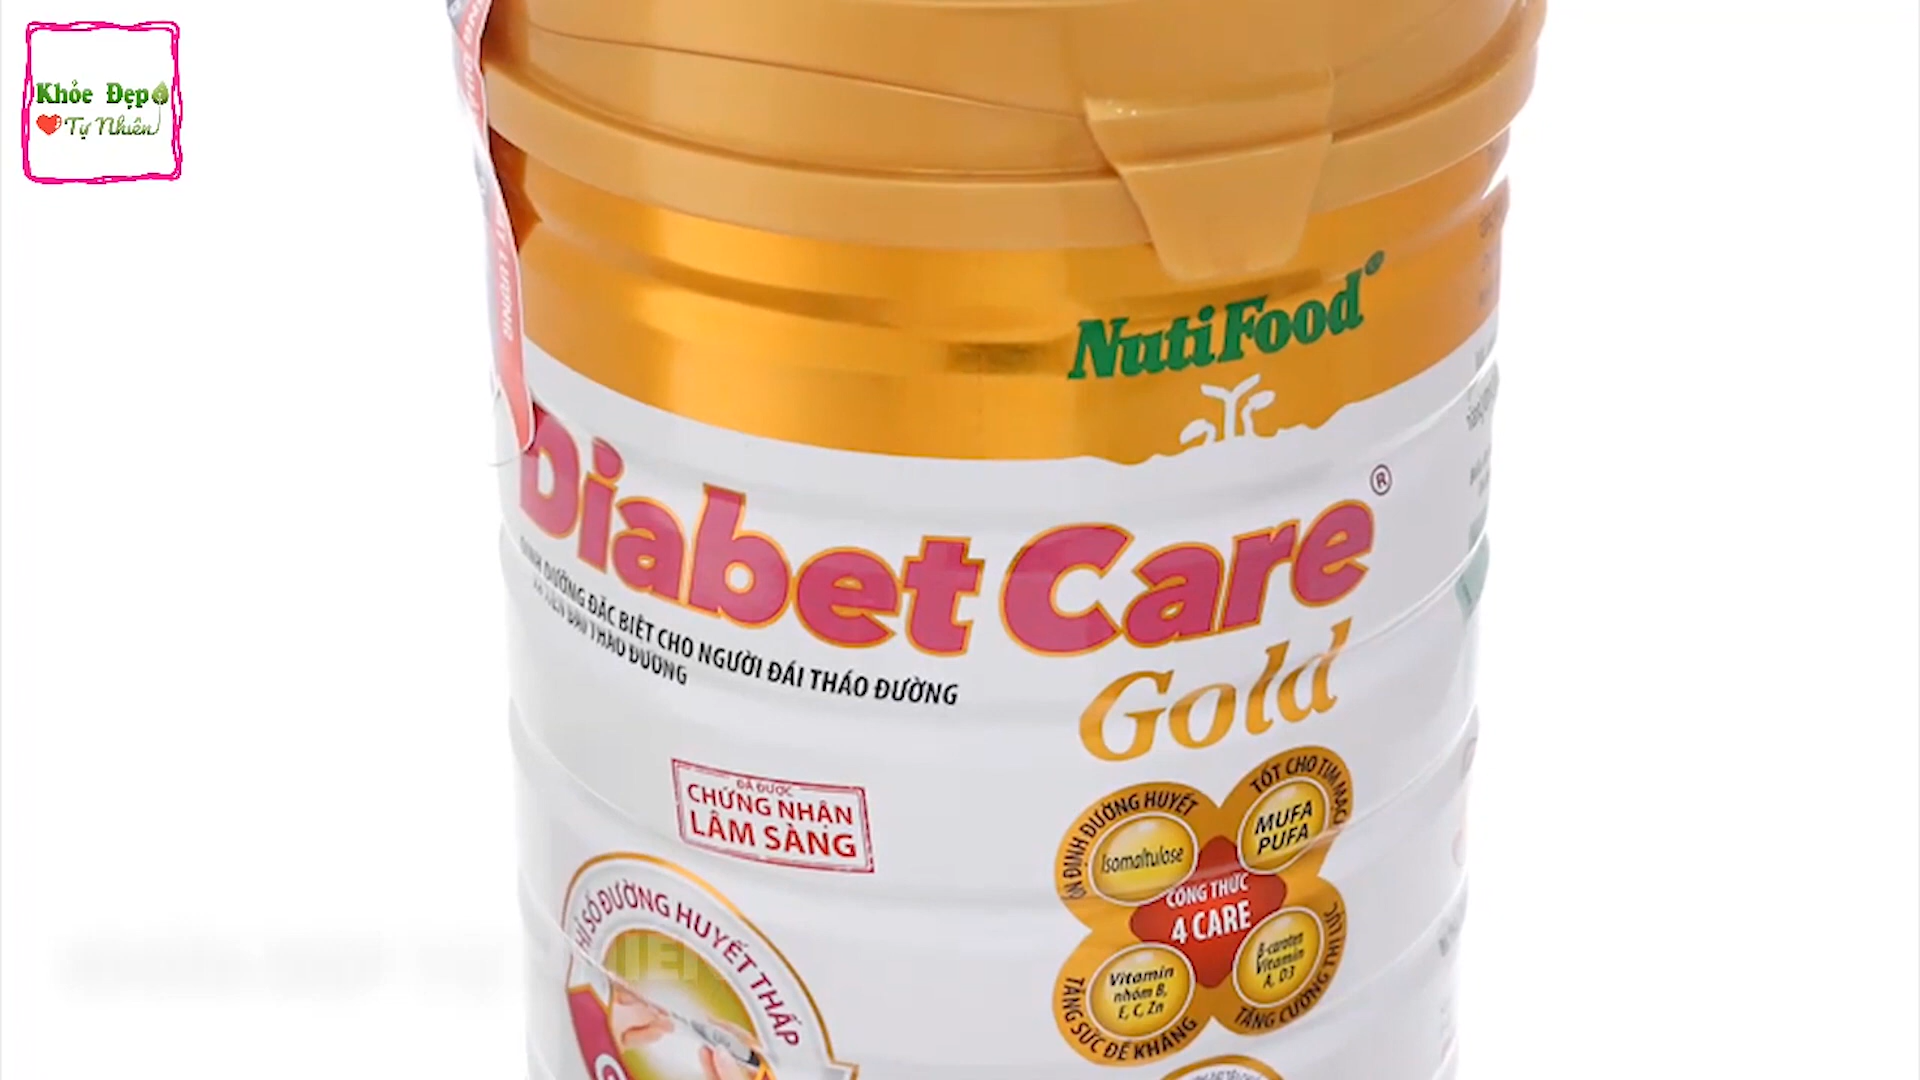 Khỏe Đẹp
Tự Nhiên
NutiFood®
Diabet Care®
Gold
DINH DƯỠNG ĐẶC BIỆT CHO NGƯỜI ĐÁI THÁO ĐƯỜNG
ĐÁI THÁO ĐƯỜNG
ĐÃ ĐƯỢC
CHỨNG NHẬN
LÂM SÀNG
ỔN ĐỊNH ĐƯỜNG HUYẾT
Isomaltulose
TỐT CHO TIM MẠCH
MUFA
PUFA
CÔNG THỨC
4 CARE
Vitamin
nhóm B,
E, C, Zn
TĂNG SỨC ĐỀ KHÁNG
β-caroten
Vitamin
A, D3
TĂNG CƯỜNG THỊ LỰC
CHỈ SỐ ĐƯỜNG HUYẾT THẤP